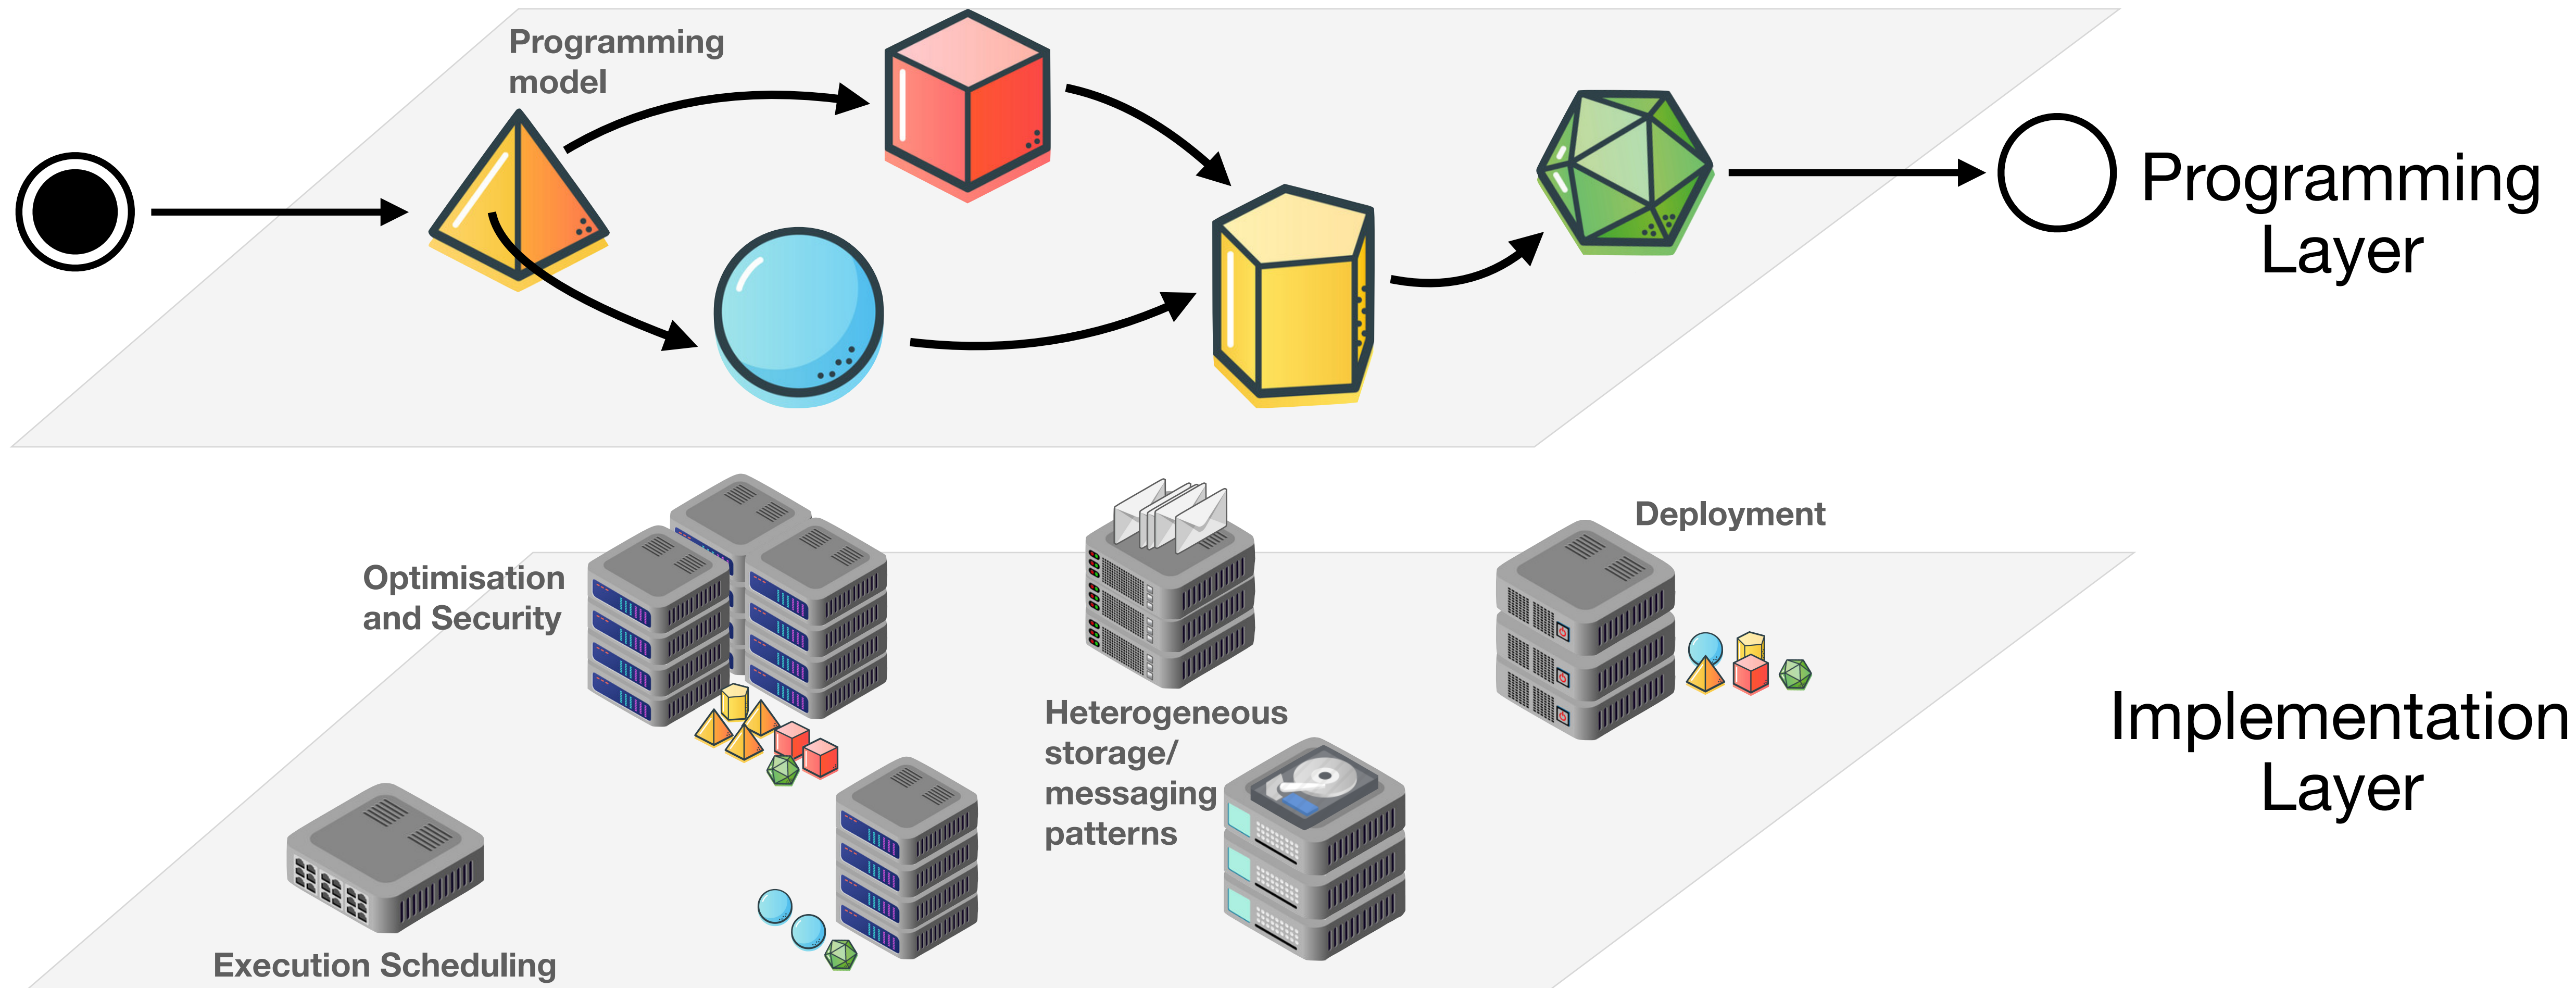 Programming
model
Programming
Layer
Deployment
Optimisation
and Security
Heterogeneous
storage/
messaging
patterns
Implementation
Layer
Execution Scheduling